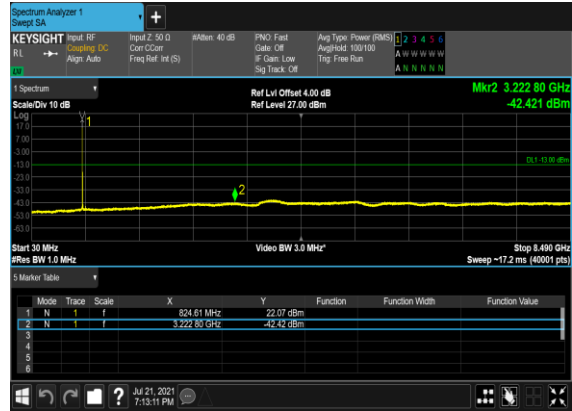 Spectrum Analyzer 1
Swept SA
KEYSIGHT Input: RF Input Z: 50 Ω #Atten: 40 dB PNO: Fast Avg Type: Power (RMS) 1 2 3 4 5 6
RL Coupling: DC Corr CCorr Gate: Off Avg|Hold: 100/100 A W W W W W
Align: Auto Freq Ref: Int (S) IF Gain: Low Trig: Free Run
Sig Track: Off A N N N N N
1 Spectrum Ref Lvl Offset 4.00 dB Mkr2 3.222 80 GHz
Scale/Div 10 dB Ref Level 27.00 dBm -42.421 dBm
Log
17.0 1
7.00
-3.00
-13.0 DL1 -13.00 dBm
-23.0
-33.0 2
-43.0
-53.0
-63.0
Start 30 MHz Video BW 3.0 MHz* Stop 8.490 GHz
#Res BW 1.0 MHz Sweep ~17.2 ms (40001 pts)
5 Marker Table
Mode Trace Scale X Y Function Function Width Function Value
1 N 1 f 824.61 MHz 22.07 dBm
2 N 1 f 3.222 80 GHz -42.42 dBm
3
4
5
6
? Jul 21, 2021
7:13:11 PM